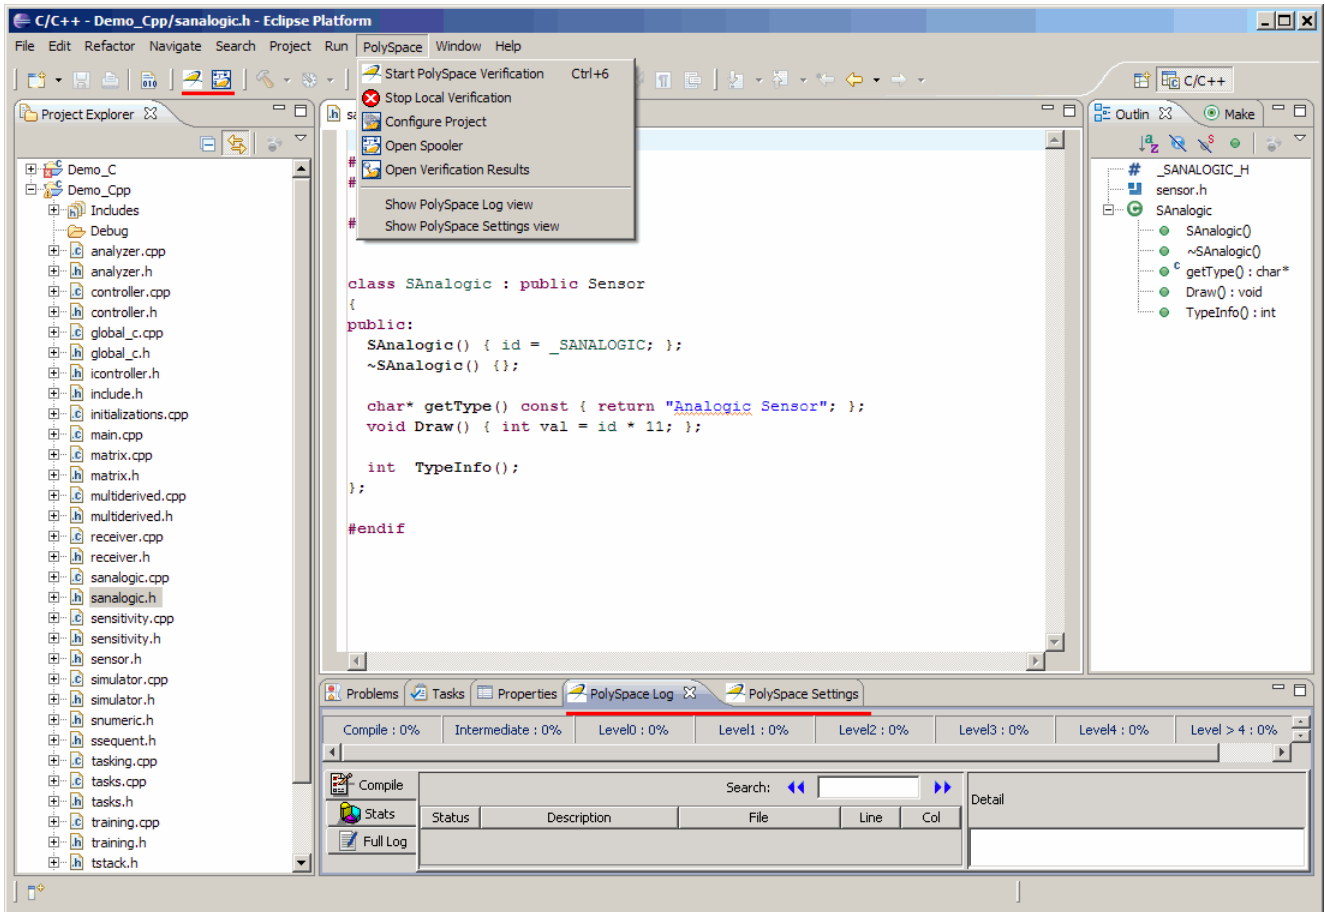 C/C++ - Demo_Cpp/sanalogic.h - Eclipse Platform
File Edit Refactor Navigate Search Project Run PolySpace Window Help
010
C/C++
Start PolySpace Verification Ctrl+6
Stop Local Verification
Configure Project
Open Spooler
Open Verification Results
Show PolySpace Log view
Show PolySpace Settings view
Project Explorer
Demo_C
Demo_Cpp
Includes
Debug
analyzer.cpp
analyzer.h
controller.cpp
controller.h
global_c.cpp
global_c.h
icontroller.h
include.h
initializations.cpp
main.cpp
matrix.cpp
matrix.h
multiderived.cpp
multiderived.h
receiver.cpp
receiver.h
sanalogic.cpp
sanalogic.h
sensitivity.cpp
sensitivity.h
sensor.h
simulator.cpp
simulator.h
snumeric.h
ssequent.h
tasking.cpp
tasks.cpp
tasks.h
training.cpp
training.h
tstack.h
#
#
#
class SAnalogic : public Sensor
{
public:
SAnalogic() { id = _SANALOGIC; };
~SAnalogic() {};
char* getType() const { return "Analogic Sensor"; };
void Draw() { int val = id * 11; };
int TypeInfo();
};
#endif
Outlin Make
# _SANALOGIC_H
sensor.h
SAnalogic
SAnalogic()
~SAnalogic()
getType() : char*
Draw() : void
TypeInfo() : int
Problems Tasks Properties PolySpace Log PolySpace Settings
Compile : 0% Intermediate : 0% Level0 : 0% Level1 : 0% Level2 : 0% Level3 : 0% Level4 : 0% Level > 4 : 0%
Compile
Stats
Full Log
Search:
Status Description File Line Col
Detail